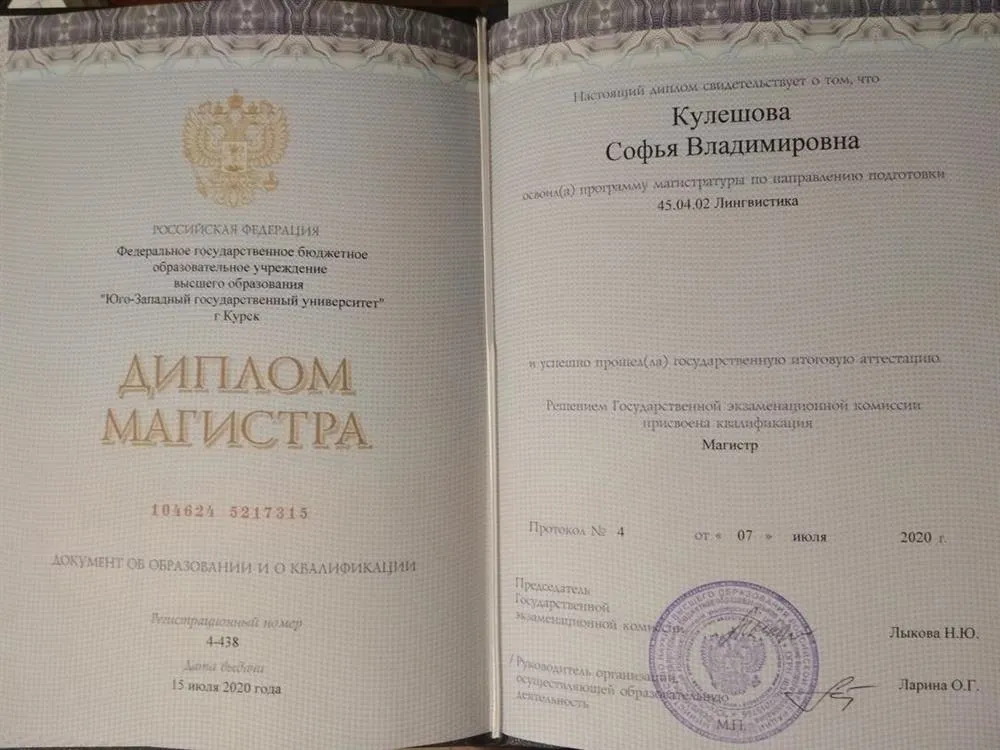 РОССИЙСКАЯ ФЕДЕРАЦИЯ
Федеральное государственное бюджетное
образовательное учреждение
высшего образования
"Юго-Западный государственный университет"
г Курск
ДИПЛОМ
МАГИСТРА
104624 5217315
ДОКУМЕНТ ОБ ОБРАЗОВАНИИ И О КВАЛИФИКАЦИИ
Регистрационный номер
4-438
Дата выдачи
15 июля 2020 года
Настоящий диплом свидетельствует о том, что
Кулешова
Софья Владимировна
освоил(а) программу магистратуры по направлению подготовки
45.04.02 Лингвистика
и успешно прошел(ла) государственную итоговую аттестацию
Решением Государственной экзаменационной комиссии
присвоена квалификация
Магистр
Протокол № 4 от « 07 » июля 2020 г.
Председатель
Государственной
экзаменационной комиссии
Лыкова Н.Ю.
/ Руководитель организации,
осуществляющей образовательную
деятельность
Ларина О.Г.
М.П.